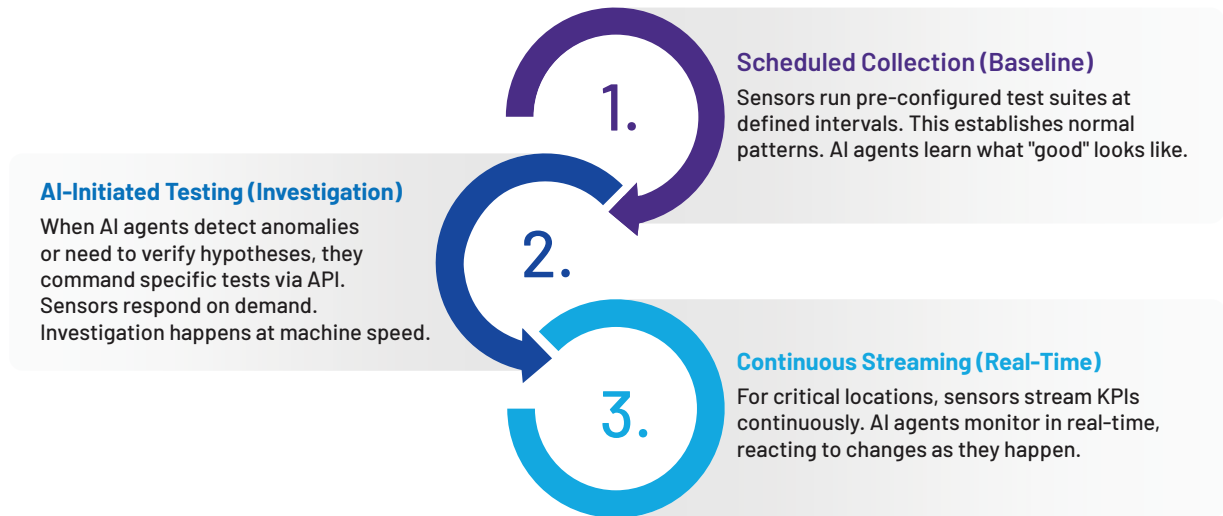 1.
Scheduled Collection (Baseline)
Sensors run pre-configured test suites at
defined intervals. This establishes normal
patterns. AI agents learn what "good" looks like.
2.
AI-Initiated Testing (Investigation)
When AI agents detect anomalies
or need to verify hypotheses, they
command specific tests via API.
Sensors respond on demand.
Investigation happens at machine speed.
3.
Continuous Streaming (Real-Time)
For critical locations, sensors stream KPIs
continuously. AI agents monitor in real-time,
reacting to changes as they happen.